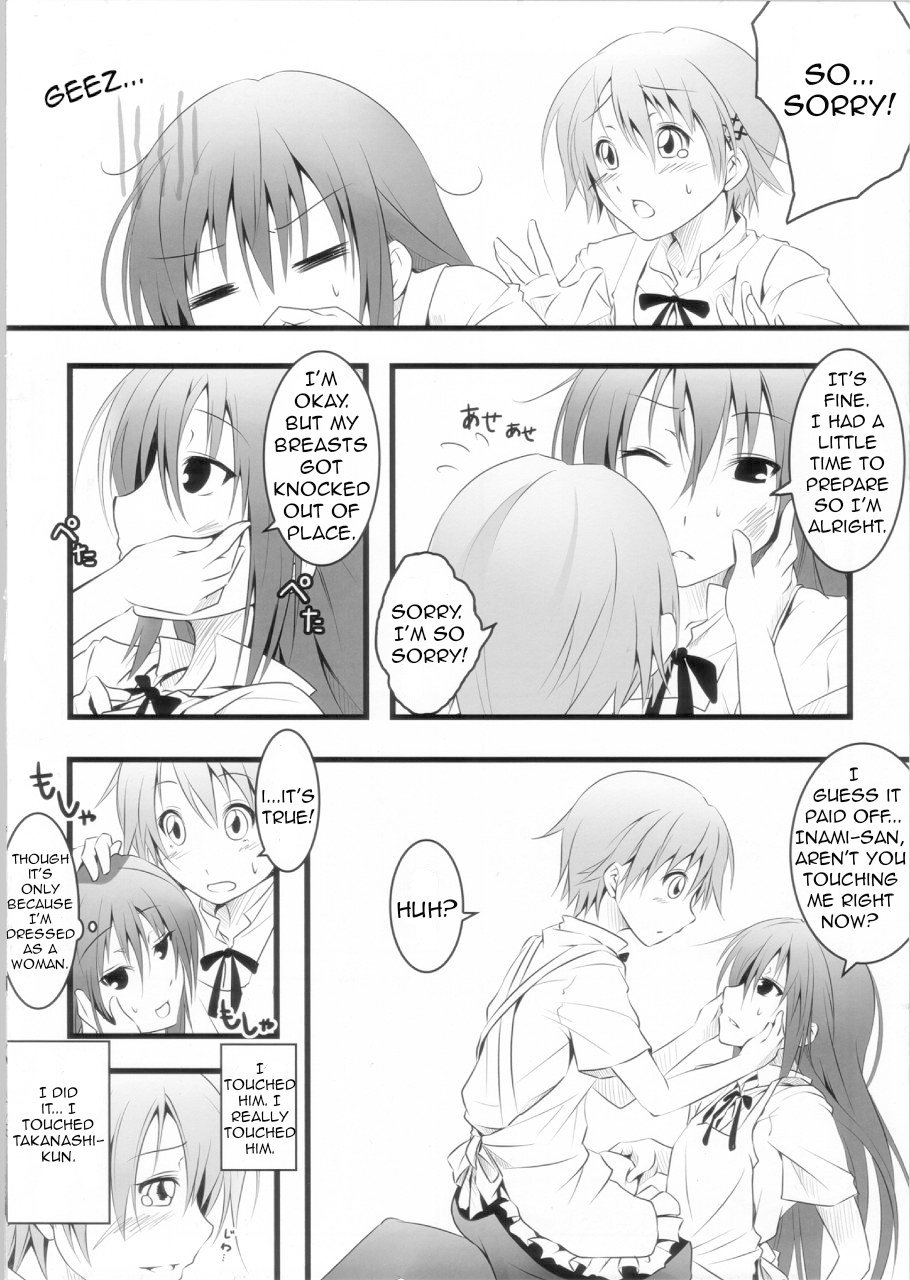 SO...
SORRY!
GEEZ...
IT'S
FINE.
I HAD A
LITTLE
TIME TO
PREPARE
SO I'M
ALRIGHT.
あせ
あせ
SORRY.
I'M SO
SORRY!
I'M
OKAY.
BUT MY
BREASTS
GOT
KNOCKED
OUT OF
PLACE.
ぺた
ぺた
I
GUESS IT
PAID OFF...
INAMI-SAN,
AREN'T YOU
TOUCHING
ME RIGHT
NOW?
HUH?
I...IT'S
TRUE!
もしゃ
THOUGH
IT'S
ONLY
BECAUSE
I'M
DRESSED
AS A
WOMAN.
もしゃ
I
TOUCHED
HIM. I
REALLY
TOUCHED
HIM.
I DID
IT... I
TOUCHED
TAKANASHI-
KUN.
じわ…